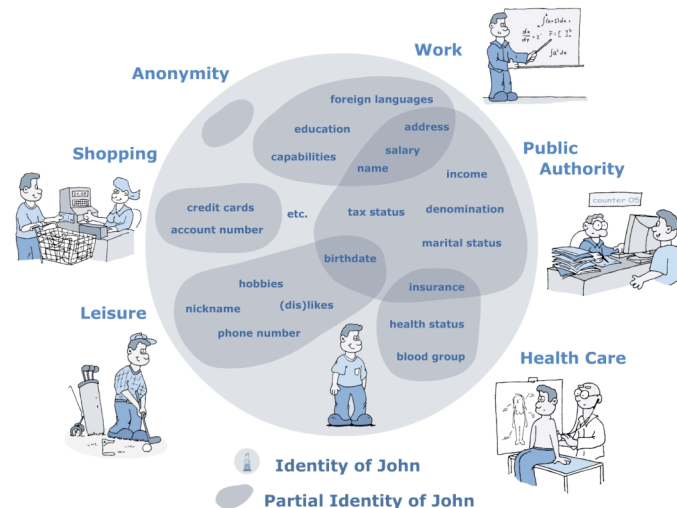 Work
Anonymity
foreign languages
education
address
capabilities
salary
name
Shopping
Public
Authority
income
counter 05
credit cards
account number
etc.
tax status
denomination
marital status
birthdate
hobbies
insurance
nickname
(dis)likes
Leisure
phone number
health status
blood group
Health Care
Identity of John
Partial Identity of John